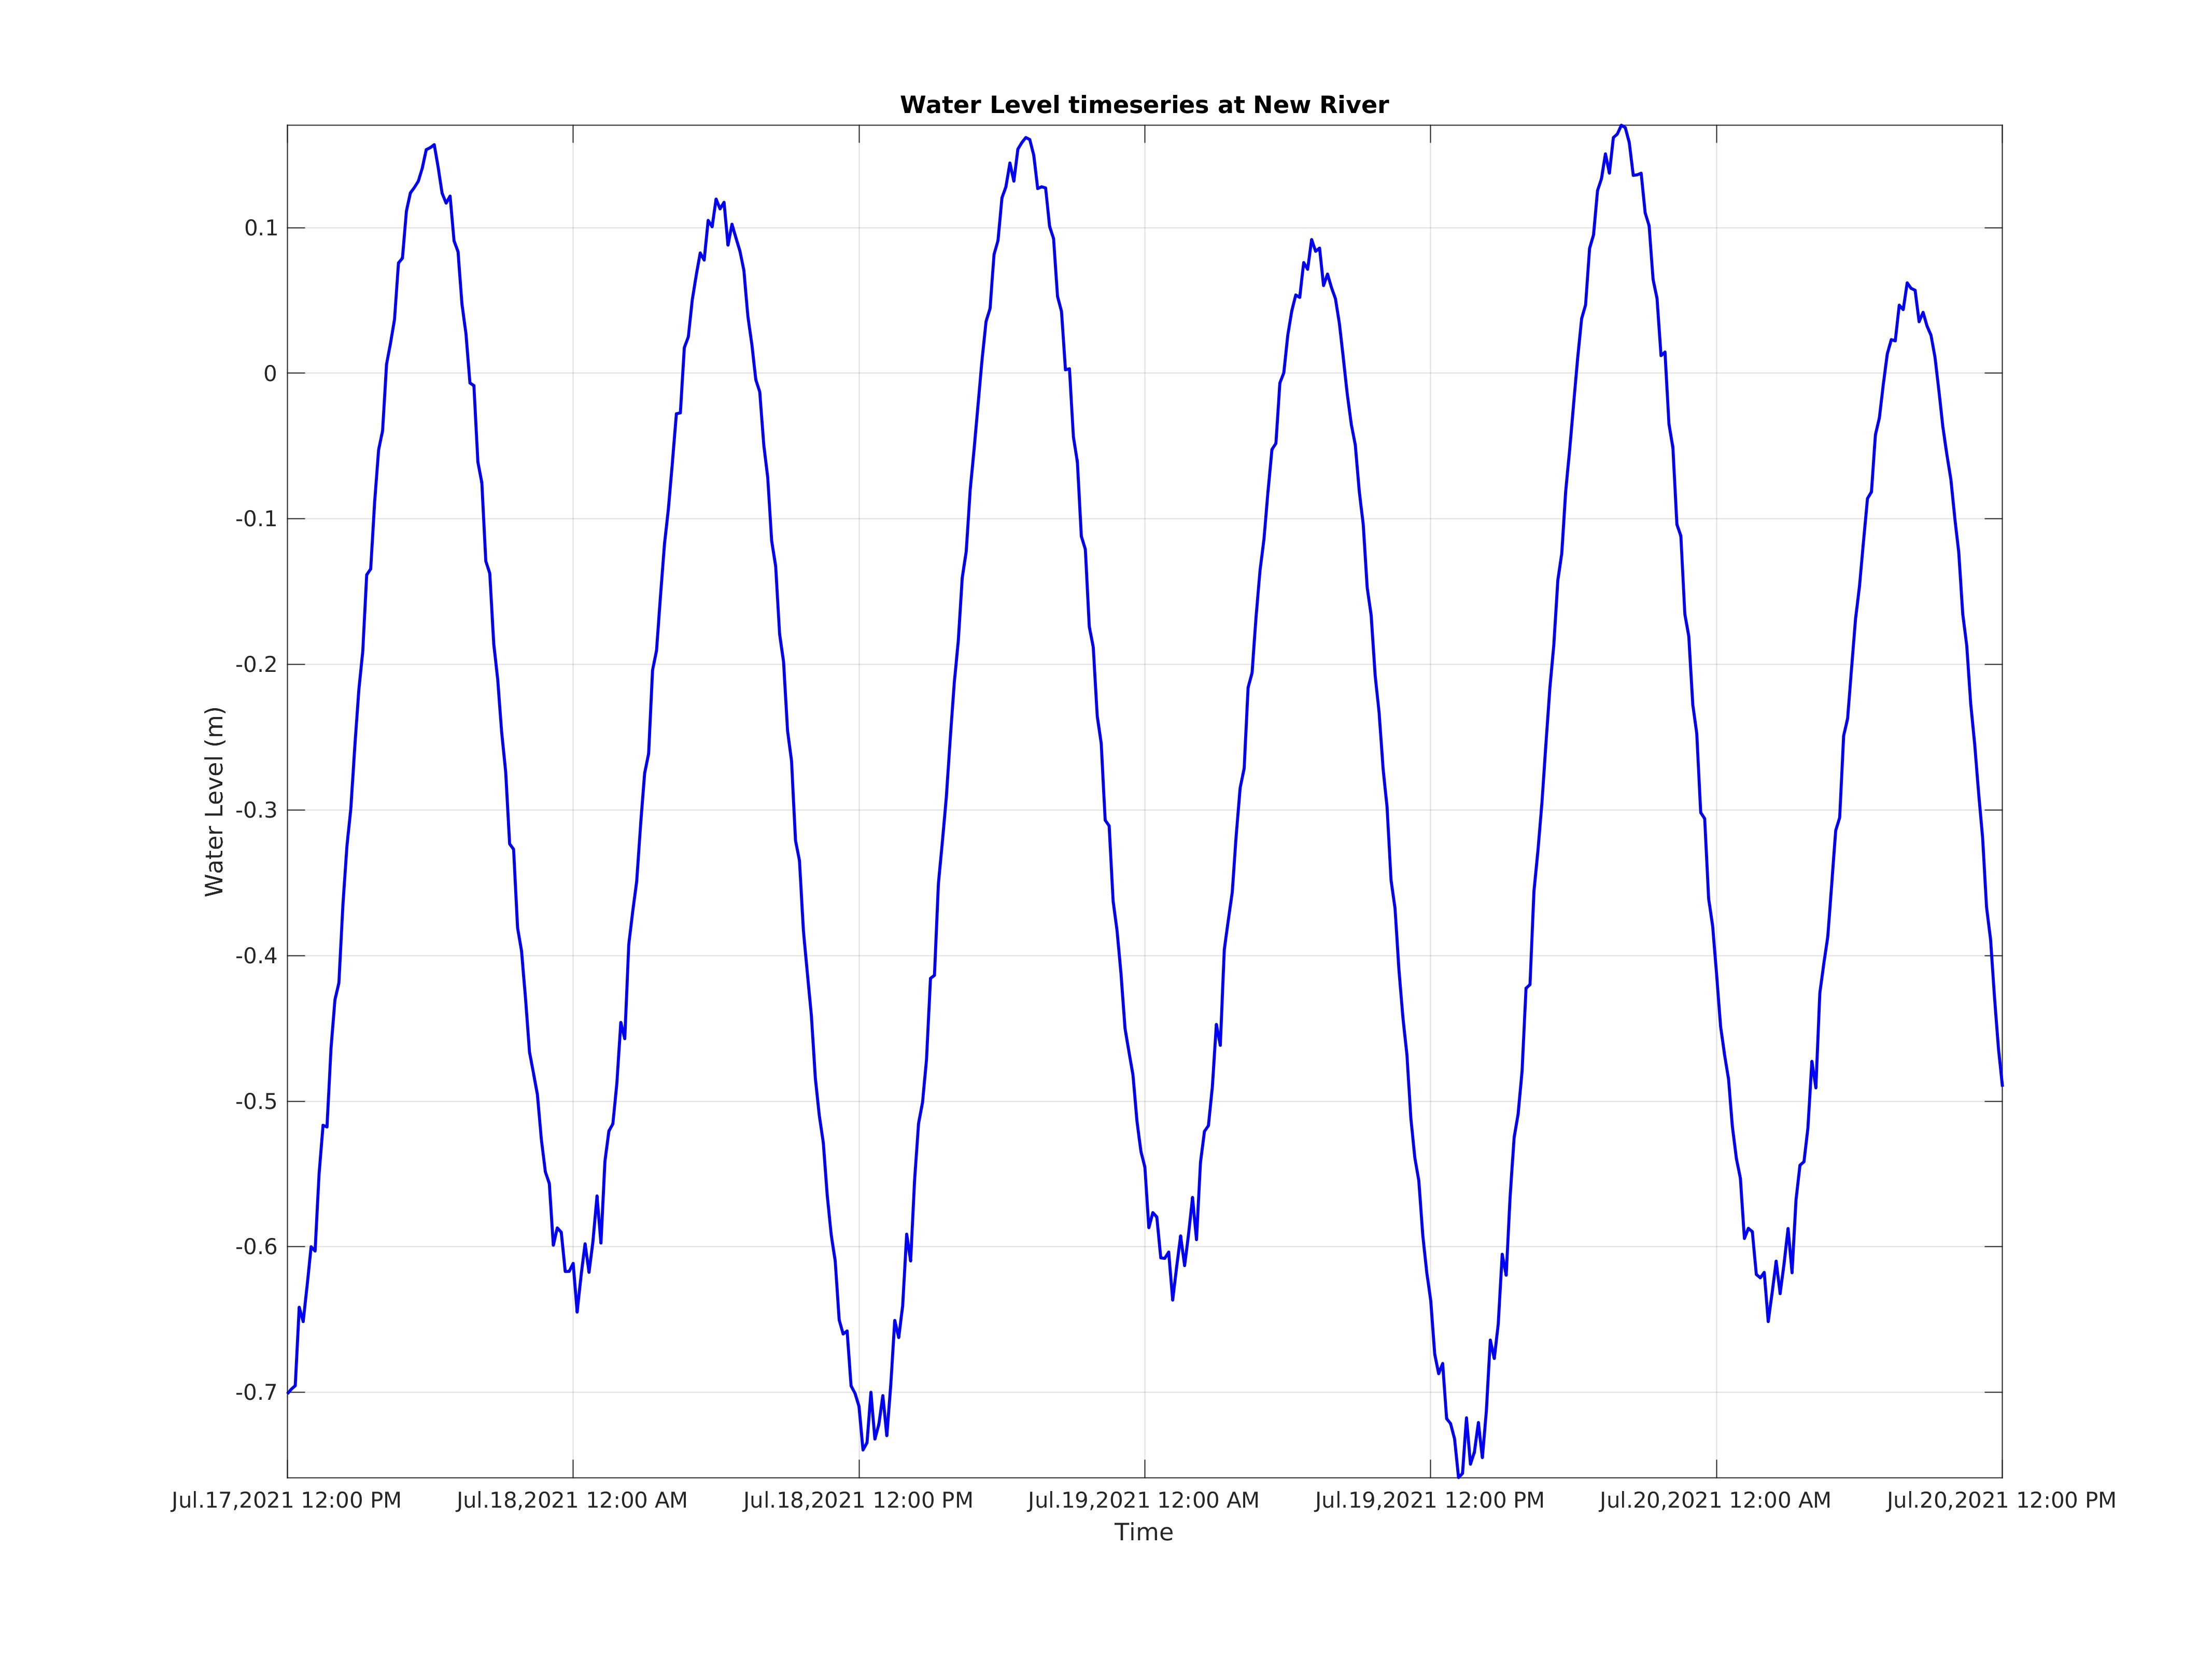 Water Level timeseries at New River
0.1
0
-0.1
-0.2
-0.3
-0.4
-0.5
-0.6
-0.7
Water Level (m)
Jul.17,2021 12:00 PM
Jul.18,2021 12:00 AM
Jul.18,2021 12:00 PM
Jul.19,2021 12:00 AM
Jul.19,2021 12:00 PM
Jul.20,2021 12:00 AM
Jul.20,2021 12:00 PM
Time